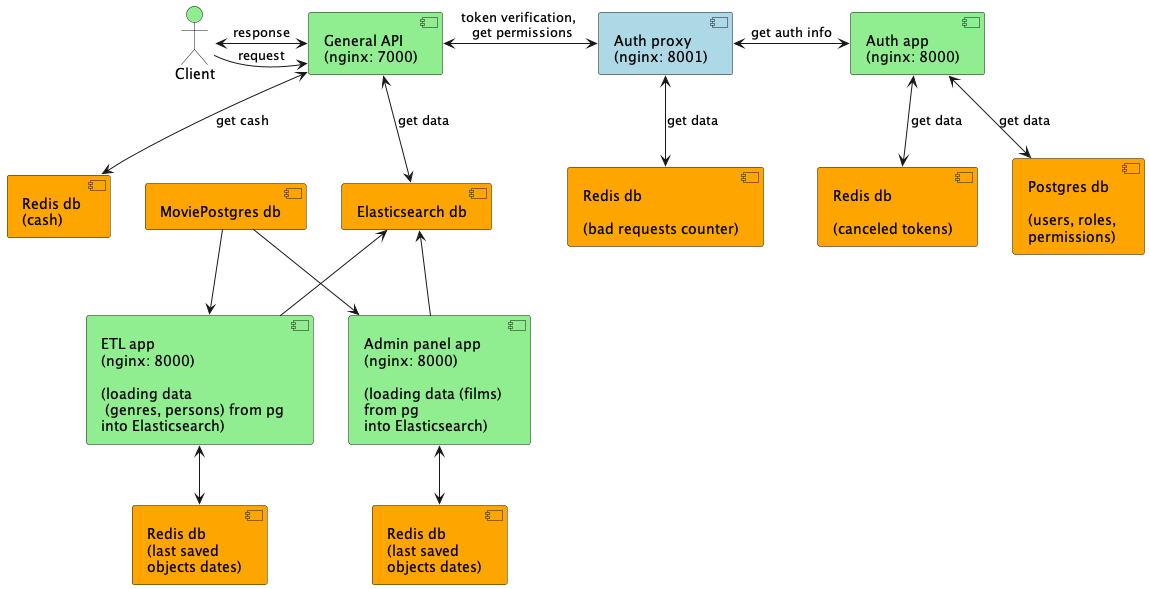 response
request
Client
General API
(nginx: 7000)
token verification,
get permissions
Auth proxy
(nginx: 8001)
get auth info
Auth app
(nginx: 8000)
get cash
get data
get data
get data
get data
Redis db
(cash)
MoviePostgres db
Elasticsearch db
Redis db
(bad requests counter)
Redis db
(canceled tokens)
Postgres db
(users, roles,
permissions)
ETL app
(nginx: 8000)
(loading data
(genres, persons) from pg
into Elasticsearch)
Admin panel app
(nginx: 8000)
(loading data (films)
from pg
into Elasticsearch)
Redis db
(last saved
objects dates)
Redis db
(last saved
objects dates)